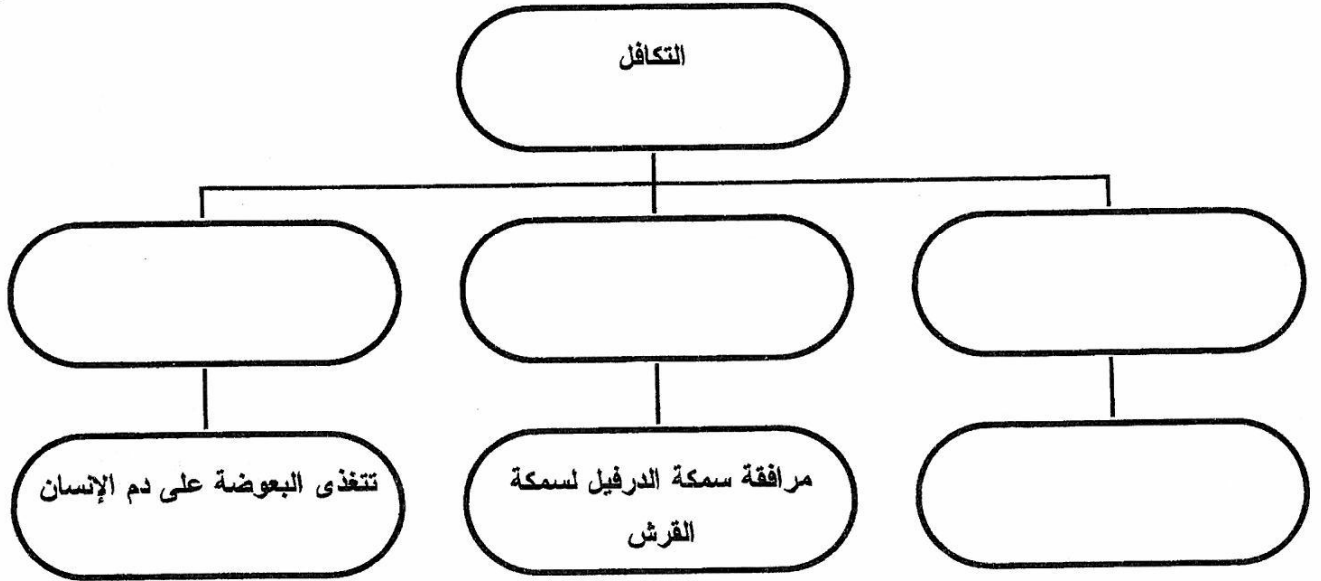 التكافل
مرافقة سمكة الدرفيل لسمكة
القرش
تتغذى البعوضة على دم الإنسان